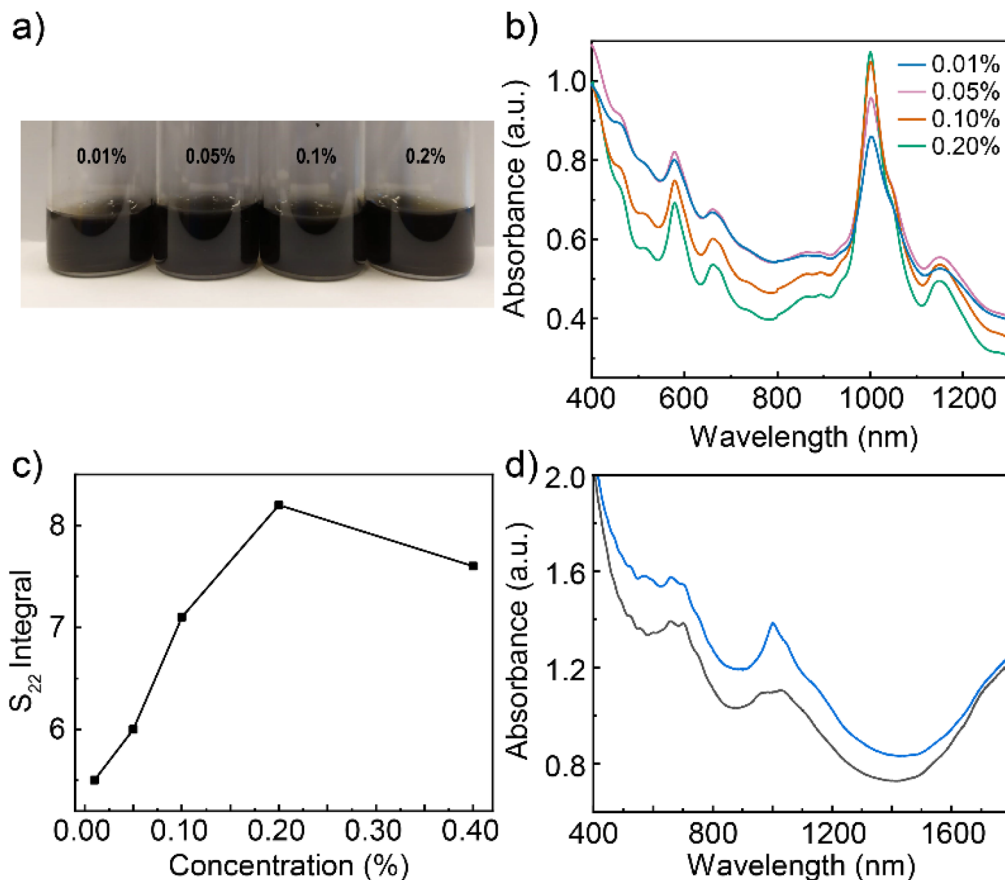 a)
0.01% 0.05% 0.1% 0.2%
b)
Absorbance (a.u.)
1.0
0.8
0.6
0.4
0.01%
0.05%
0.10%
0.20%
400 600 800 1000 1200
Wavelength (nm)
c)
S₂₂ Integral
8
7
6
0.00 0.10 0.20 0.30 0.40
Concentration (%)
d)
Absorbance (a.u.)
2.0
1.6
1.2
0.8
400 800 1200 1600
Wavelength (nm)